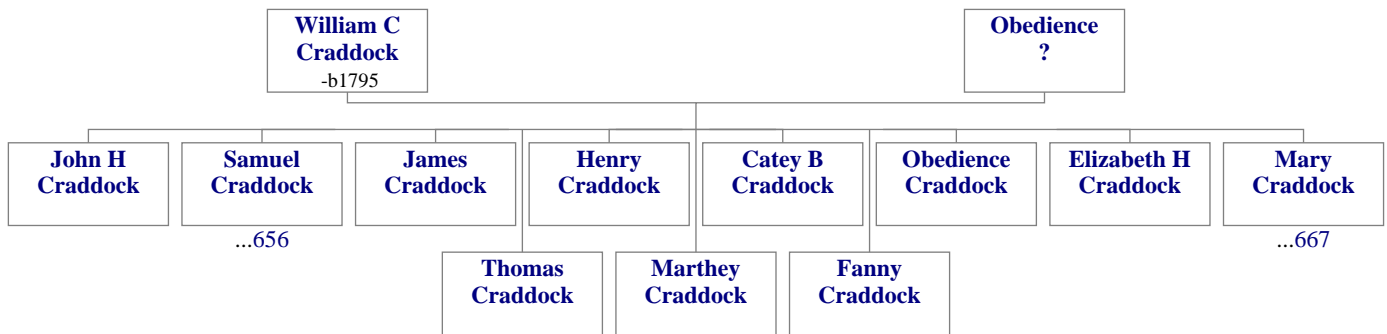 William C
Craddock
-b1795
Obedience
?
John H
Craddock
Samuel
Craddock
James
Craddock
Henry
Craddock
Catey B
Craddock
Obedience
Craddock
Elizabeth H
Craddock
Mary
Craddock
...656
...667
Thomas
Craddock
Marthey
Craddock
Fanny
Craddock